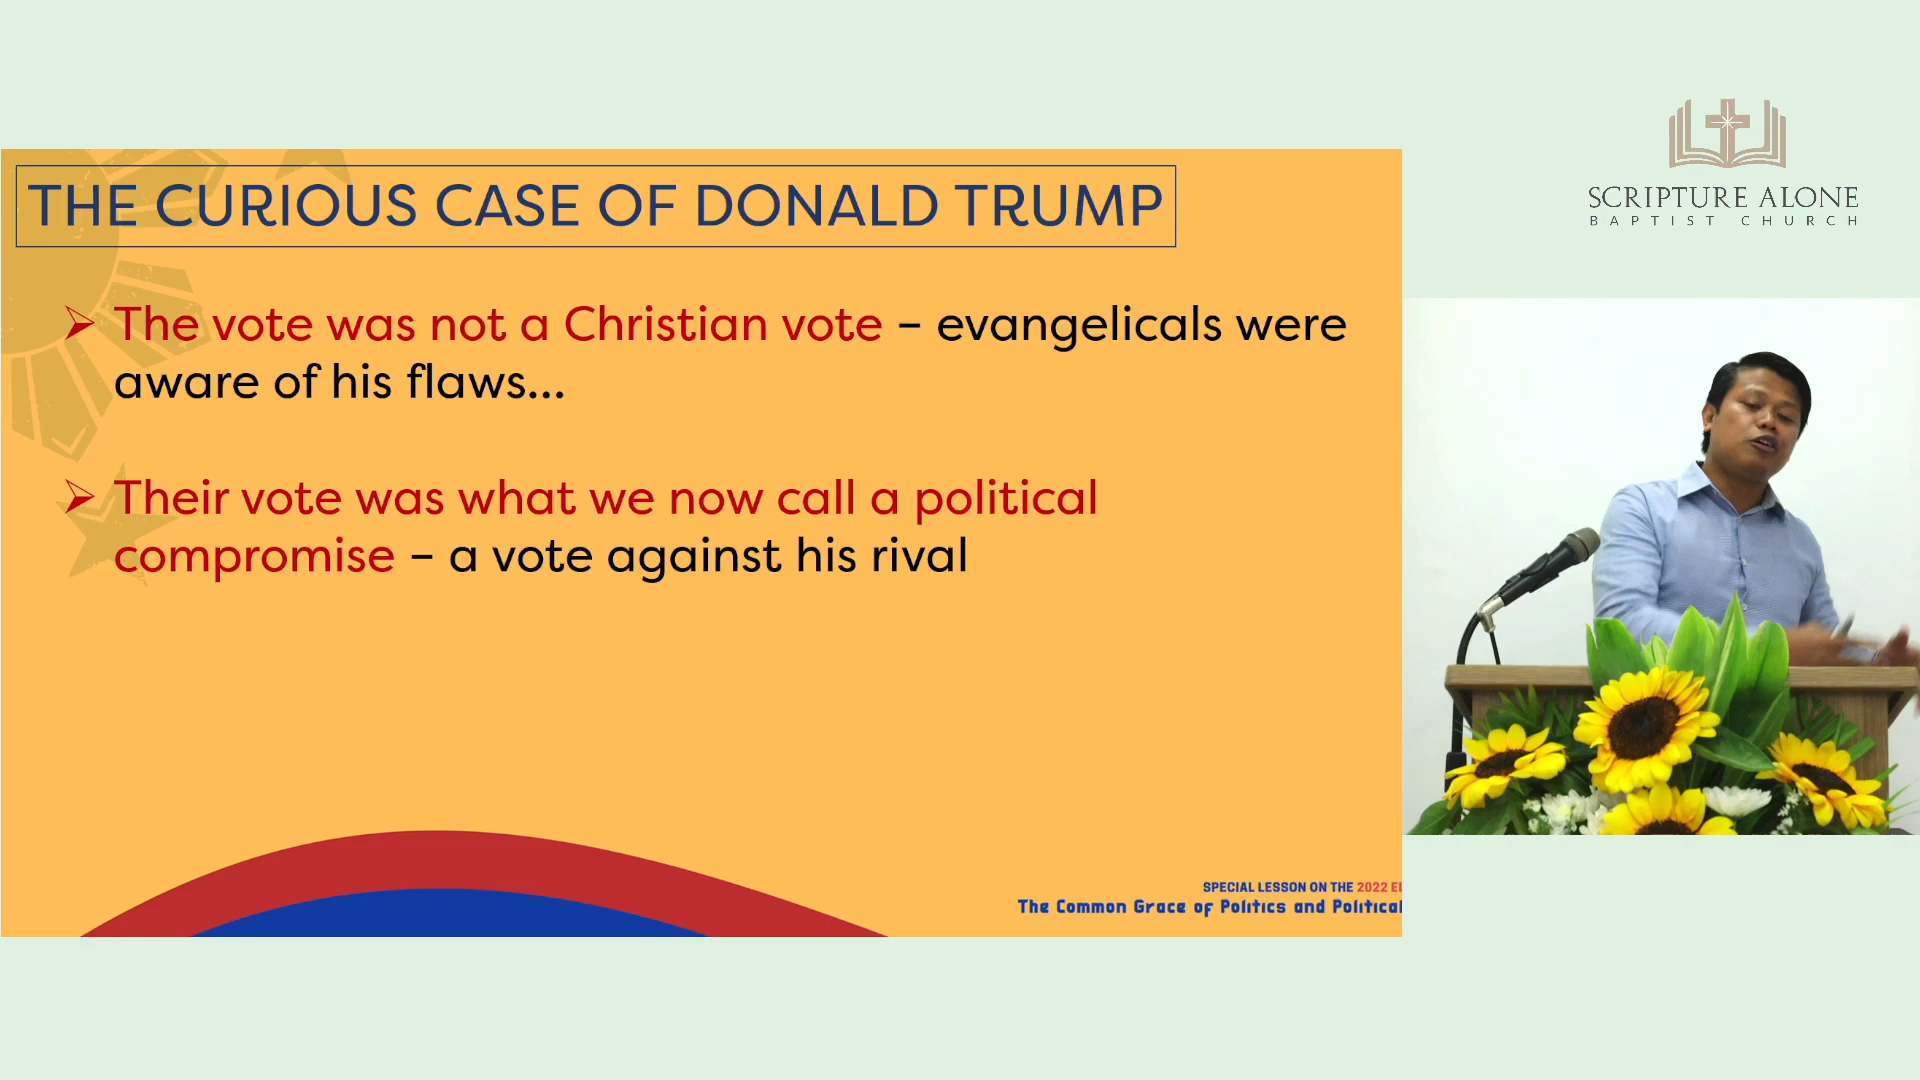 THE CURIOUS CASE OF DONALD TRUMP
➢ The vote was not a Christian vote – evangelicals were
aware of his flaws...
➢ Their vote was what we now call a political
compromise – a vote against his rival
SPECIAL LESSON ON THE 2022 EL
The Common Grace of Politics and Political
SCRIPTURE ALONE
BAPTIST CHURCH